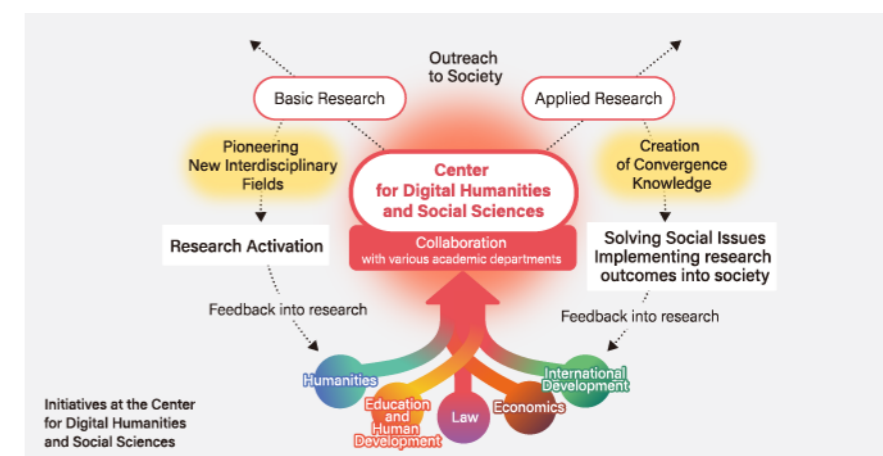 Outreach
to Society
Basic Research
Applied Research
Pioneering
New Interdisciplinary
Fields
Creation
of Convergence
Knowledge
Center
for Digital Humanities
and Social Sciences
Collaboration
with various academic departments
Research Activation
Solving Social Issues
Implementing research
outcomes into society
Feedback into research
Feedback into research
Humanities
Education
and
Human
Development
Law
Economics
International
Development
Initiatives at the Center
for Digital Humanities
and Social Sciences